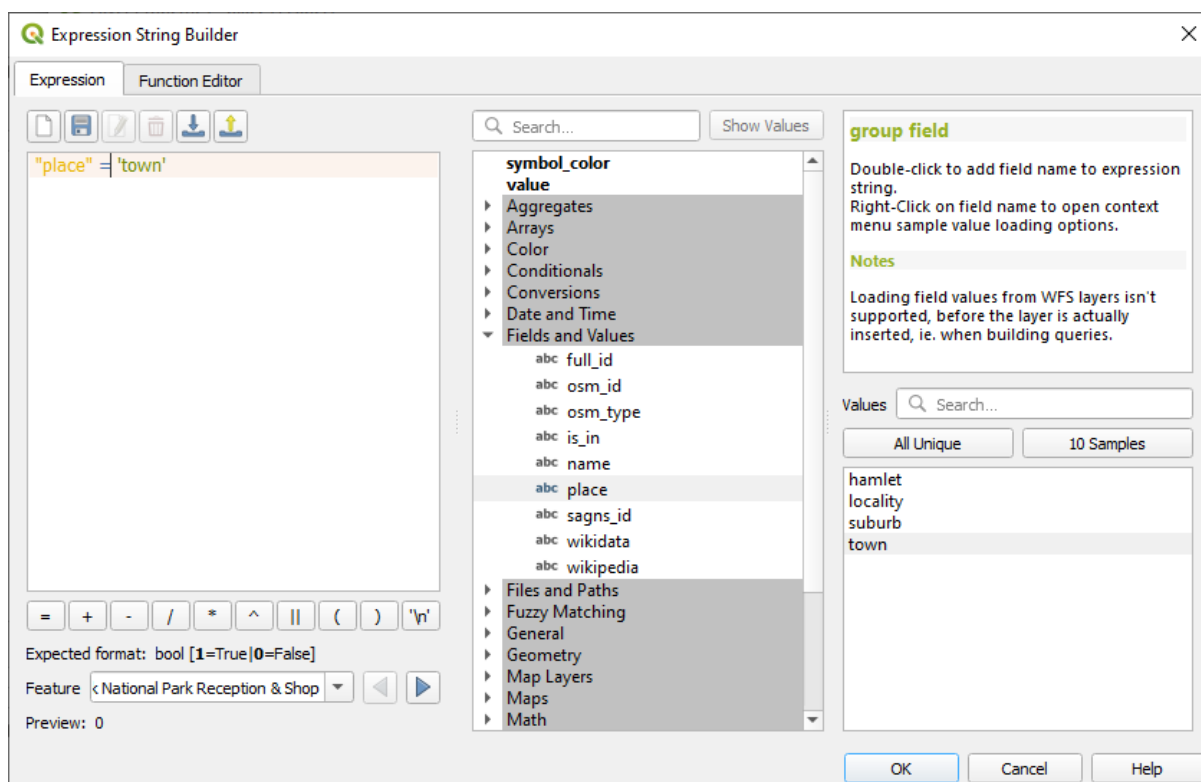 Expression String Builder
Expression
Function Editor
"place" = 'town'
= + - / * ^ || ( ) '\n'
Expected format: bool [1=True|0=False]
Feature ‹ National Park Reception & Shop
Preview: 0
Search...
Show Values
symbol_color
value
Aggregates
Arrays
Color
Conditionals
Conversions
Date and Time
Fields and Values
abc full_id
abc osm_id
abc osm_type
abc is_in
abc name
abc place
abc sagns_id
abc wikidata
abc wikipedia
Files and Paths
Fuzzy Matching
General
Geometry
Map Layers
Maps
Math
group field
Double-click to add field name to expression
string.
Right-Click on field name to open context
menu sample value loading options.
Notes
Loading field values from WFS layers isn't
supported, before the layer is actually
inserted, ie. when building queries.
Values Search...
All Unique
10 Samples
hamlet
locality
suburb
town
OK
Cancel
Help